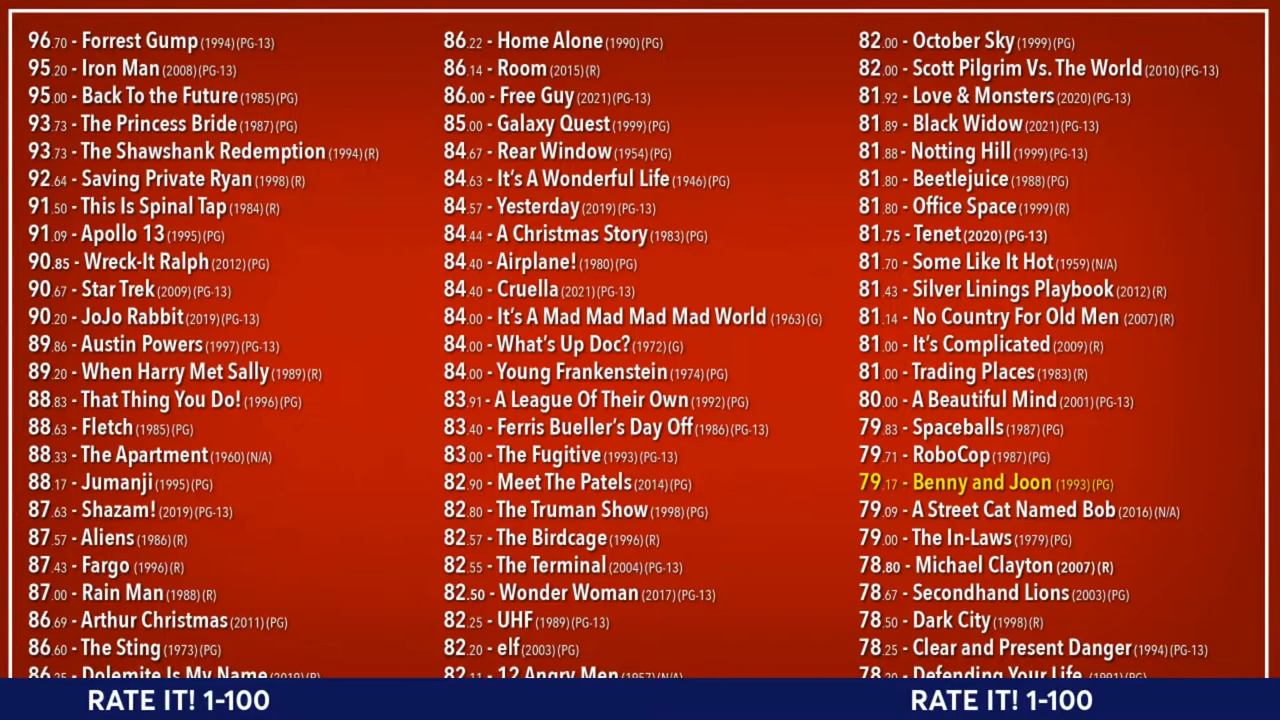 96.70 - Forrest Gump (1994)(PG-13)
95.20 - Iron Man (2008)(PG-13)
95.00 - Back To the Future (1985)(PG)
93.73 - The Princess Bride (1987)(PG)
93.73 - The Shawshank Redemption (1994)(R)
92.64 - Saving Private Ryan (1998)(R)
91.50 - This Is Spinal Tap (1984)(R)
91.09 - Apollo 13 (1995)(PG)
90.85 - Wreck-It Ralph (2012)(PG)
90.67 - Star Trek (2009)(PG-13)
90.20 - JoJo Rabbit (2019)(PG-13)
89.86 - Austin Powers (1997)(PG-13)
89.20 - When Harry Met Sally (1989)(R)
88.83 - That Thing You Do! (1996)(PG)
88.63 - Fletch (1985)(PG)
88.33 - The Apartment (1960)(N/A)
88.17 - Jumanji (1995)(PG)
87.63 - Shazam! (2019)(PG-13)
87.57 - Aliens (1986)(R)
87.43 - Fargo (1996)(R)
87.00 - Rain Man (1988)(R)
86.69 - Arthur Christmas (2011)(PG)
86.60 - The Sting (1973)(PG)
86.25 - Dolemite Is My Name (2019)(R)
86.22 - Home Alone (1990)(PG)
86.14 - Room (2015)(R)
86.00 - Free Guy (2021)(PG-13)
85.00 - Galaxy Quest (1999)(PG)
84.67 - Rear Window (1954)(PG)
84.63 - It's A Wonderful Life (1946)(PG)
84.57 - Yesterday (2019)(PG-13)
84.44 - A Christmas Story (1983)(PG)
84.40 - Airplane! (1980)(PG)
84.40 - Cruella (2021)(PG-13)
84.00 - It's A Mad Mad Mad Mad World (1963)(G)
84.00 - What's Up Doc? (1972)(G)
84.00 - Young Frankenstein (1974)(PG)
83.91 - A League Of Their Own (1992)(PG)
83.40 - Ferris Bueller's Day Off (1986)(PG-13)
83.00 - The Fugitive (1993)(PG-13)
82.90 - Meet The Patels (2014)(PG)
82.80 - The Truman Show (1998)(PG)
82.57 - The Birdcage (1996)(R)
82.55 - The Terminal (2004)(PG-13)
82.50 - Wonder Woman (2017)(PG-13)
82.25 - UHF (1989)(PG-13)
82.20 - elf (2003)(PG)
82.11 - 12 Angry Men (1957)(N/A)
82.00 - October Sky (1999)(PG)
82.00 - Scott Pilgrim Vs. The World (2010)(PG-13)
81.92 - Love & Monsters (2020)(PG-13)
81.89 - Black Widow (2021)(PG-13)
81.88 - Notting Hill (1999)(PG-13)
81.80 - Beetlejuice (1988)(PG)
81.80 - Office Space (1999)(R)
81.75 - Tenet (2020) (PG-13)
81.70 - Some Like It Hot (1959)(N/A)
81.43 - Silver Linings Playbook (2012)(R)
81.14 - No Country For Old Men (2007)(R)
81.00 - It's Complicated (2009)(R)
81.00 - Trading Places (1983)(R)
80.00 - A Beautiful Mind (2001)(PG-13)
79.83 - Spaceballs (1987)(PG)
79.71 - RoboCop (1987)(PG)
79.17 - Benny and Joon (1993)(PG)
79.09 - A Street Cat Named Bob (2016)(N/A)
79.00 - The In-Laws (1979)(PG)
78.80 - Michael Clayton (2007)(R)
78.67 - Secondhand Lions (2003)(PG)
78.50 - Dark City (1998)(R)
78.25 - Clear and Present Danger (1994)(PG-13)
78.20 - Defending Your Life (1991)(PG)
RATE IT! 1-100
RATE IT! 1-100